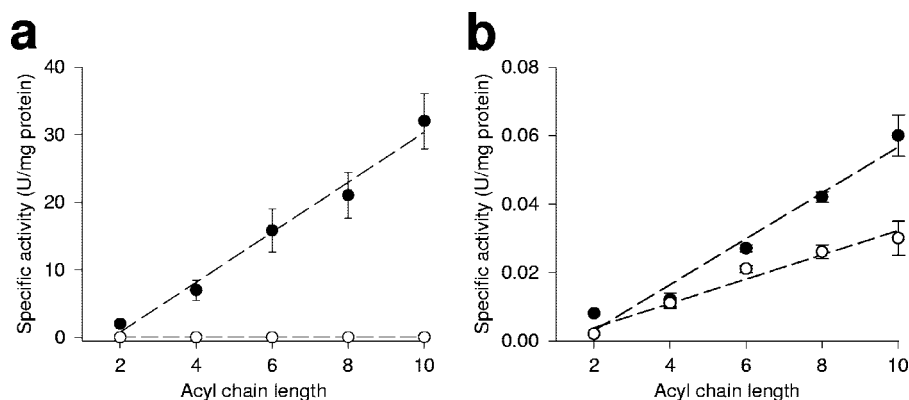 a
Specific activity (U/mg protein)
40
30
20
10
0
2 4 6 8 10
Acyl chain length
b
Specific activity (U/mg protein)
0.08
0.06
0.04
0.02
0.00
2 4 6 8 10
Acyl chain length